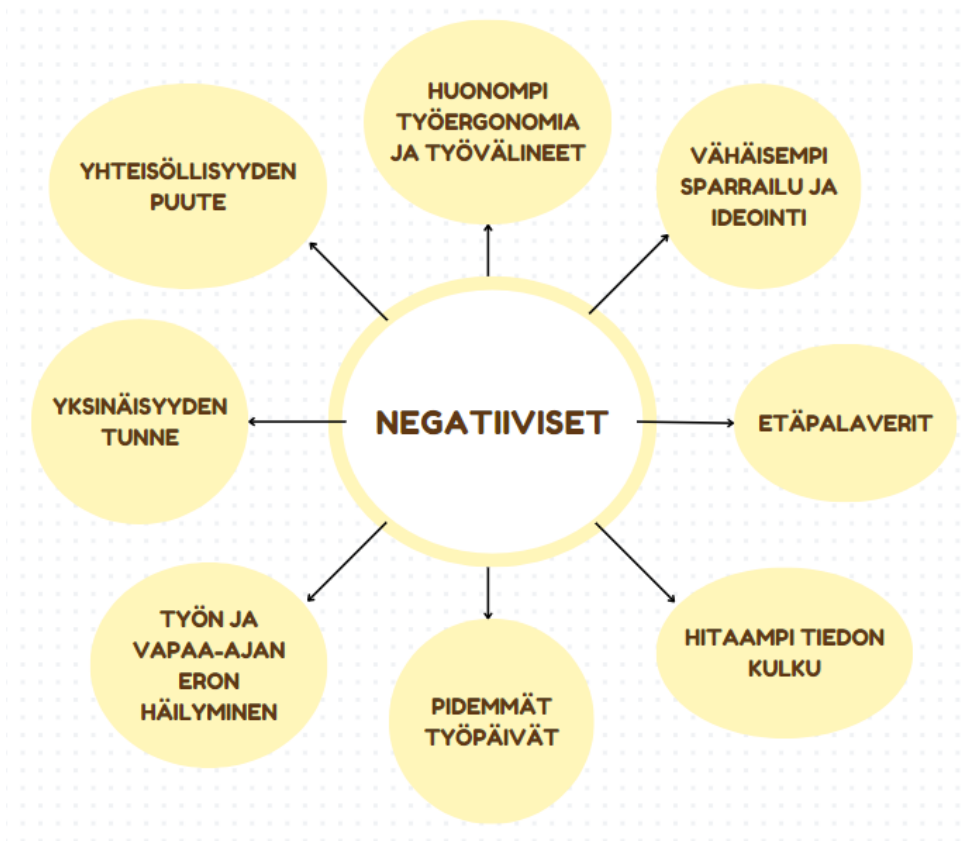 HUONOMPI
TYÖERGONOMIA
JA TYÖVÄLINEET
VÄHÄISEMPI
SPARRAILU JA
IDEOINTI
YHTEISÖLLISYYDEN
PUUTE
YKSINÄISYYDEN
TUNNE
NEGATIIVISET
ETÄPALAVERIT
TYÖN JA
VAPAA-AJAN
ERON
HÄILYMINEN
PIDEMMÄT
TYÖPÄIVÄT
HITAAMPI TIEDON
KULKU